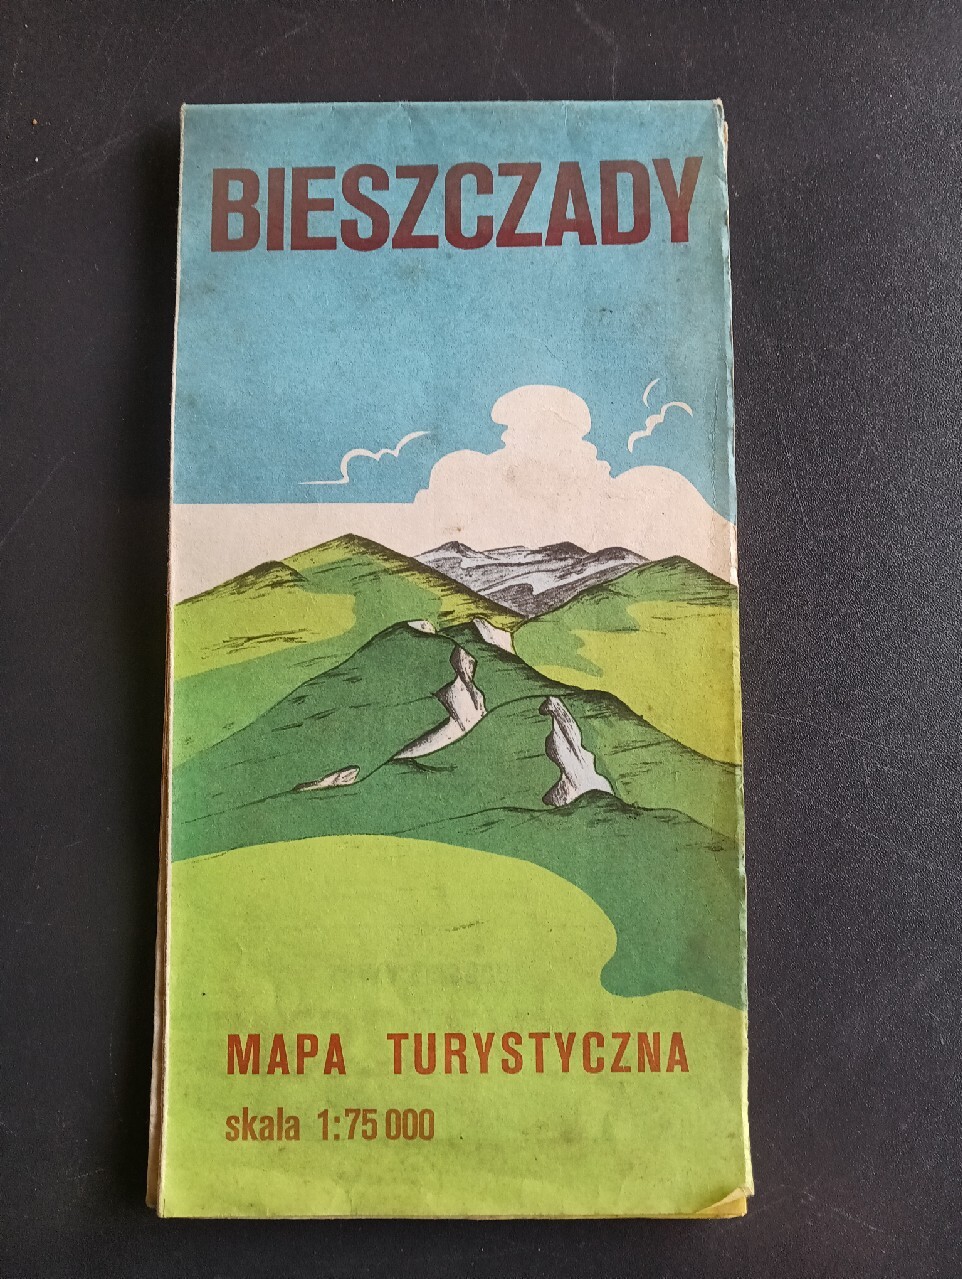 BIESZCZADY
MAPA TURYSTYCZNA
skala 1:75 000